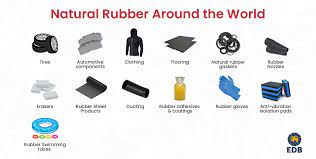 Natural Rubber Around the World
Tires
Automotive
components
Clothing
Flooring
Natural rubber
gaskets
Rubber
Nozzles
Erasers
Rubber Sheet
Products
Ducting
Rubber adhesives
& coatings
Rubber gloves
Anti-vibration
isolation pads
Rubber Swimming
tubes
EDB